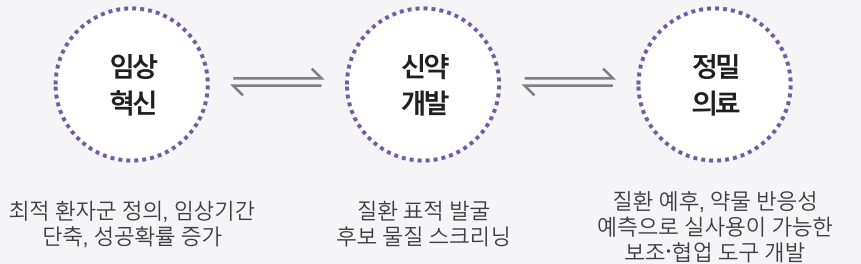 임상
혁신
신약
개발
정밀
의료
최적 환자군 정의, 임상기간
단축, 성공확률 증가
질환 표적 발굴
후보 물질 스크리닝
질환 예후, 약물 반응성
예측으로 실사용이 가능한
보조·협업 도구 개발